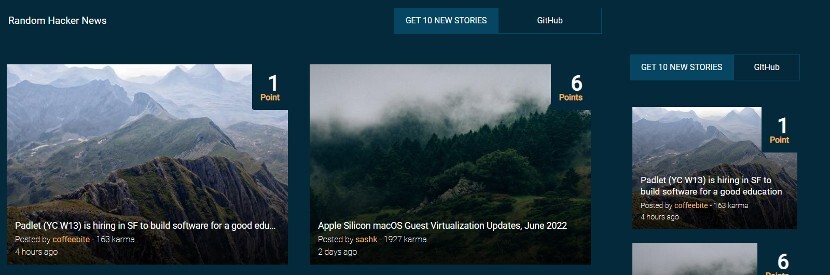 Random Hacker News
GET 10 NEW STORIES
GitHub
1
Point
Padlet (YC W13) is hiring in SF to build software for a good edu...
Posted by coffeebite - 163 karma
4 hours ago
6
Points
Apple Silicon macOS Guest Virtualization Updates, June 2022
Posted by sashk - 1927 karma
2 days ago
GET 10 NEW STORIES
GitHub
1
Point
Padlet (YC W13) is hiring in SF to
build software for a good education
Posted by coffeebite - 163 karma
4 hours ago
6
Points